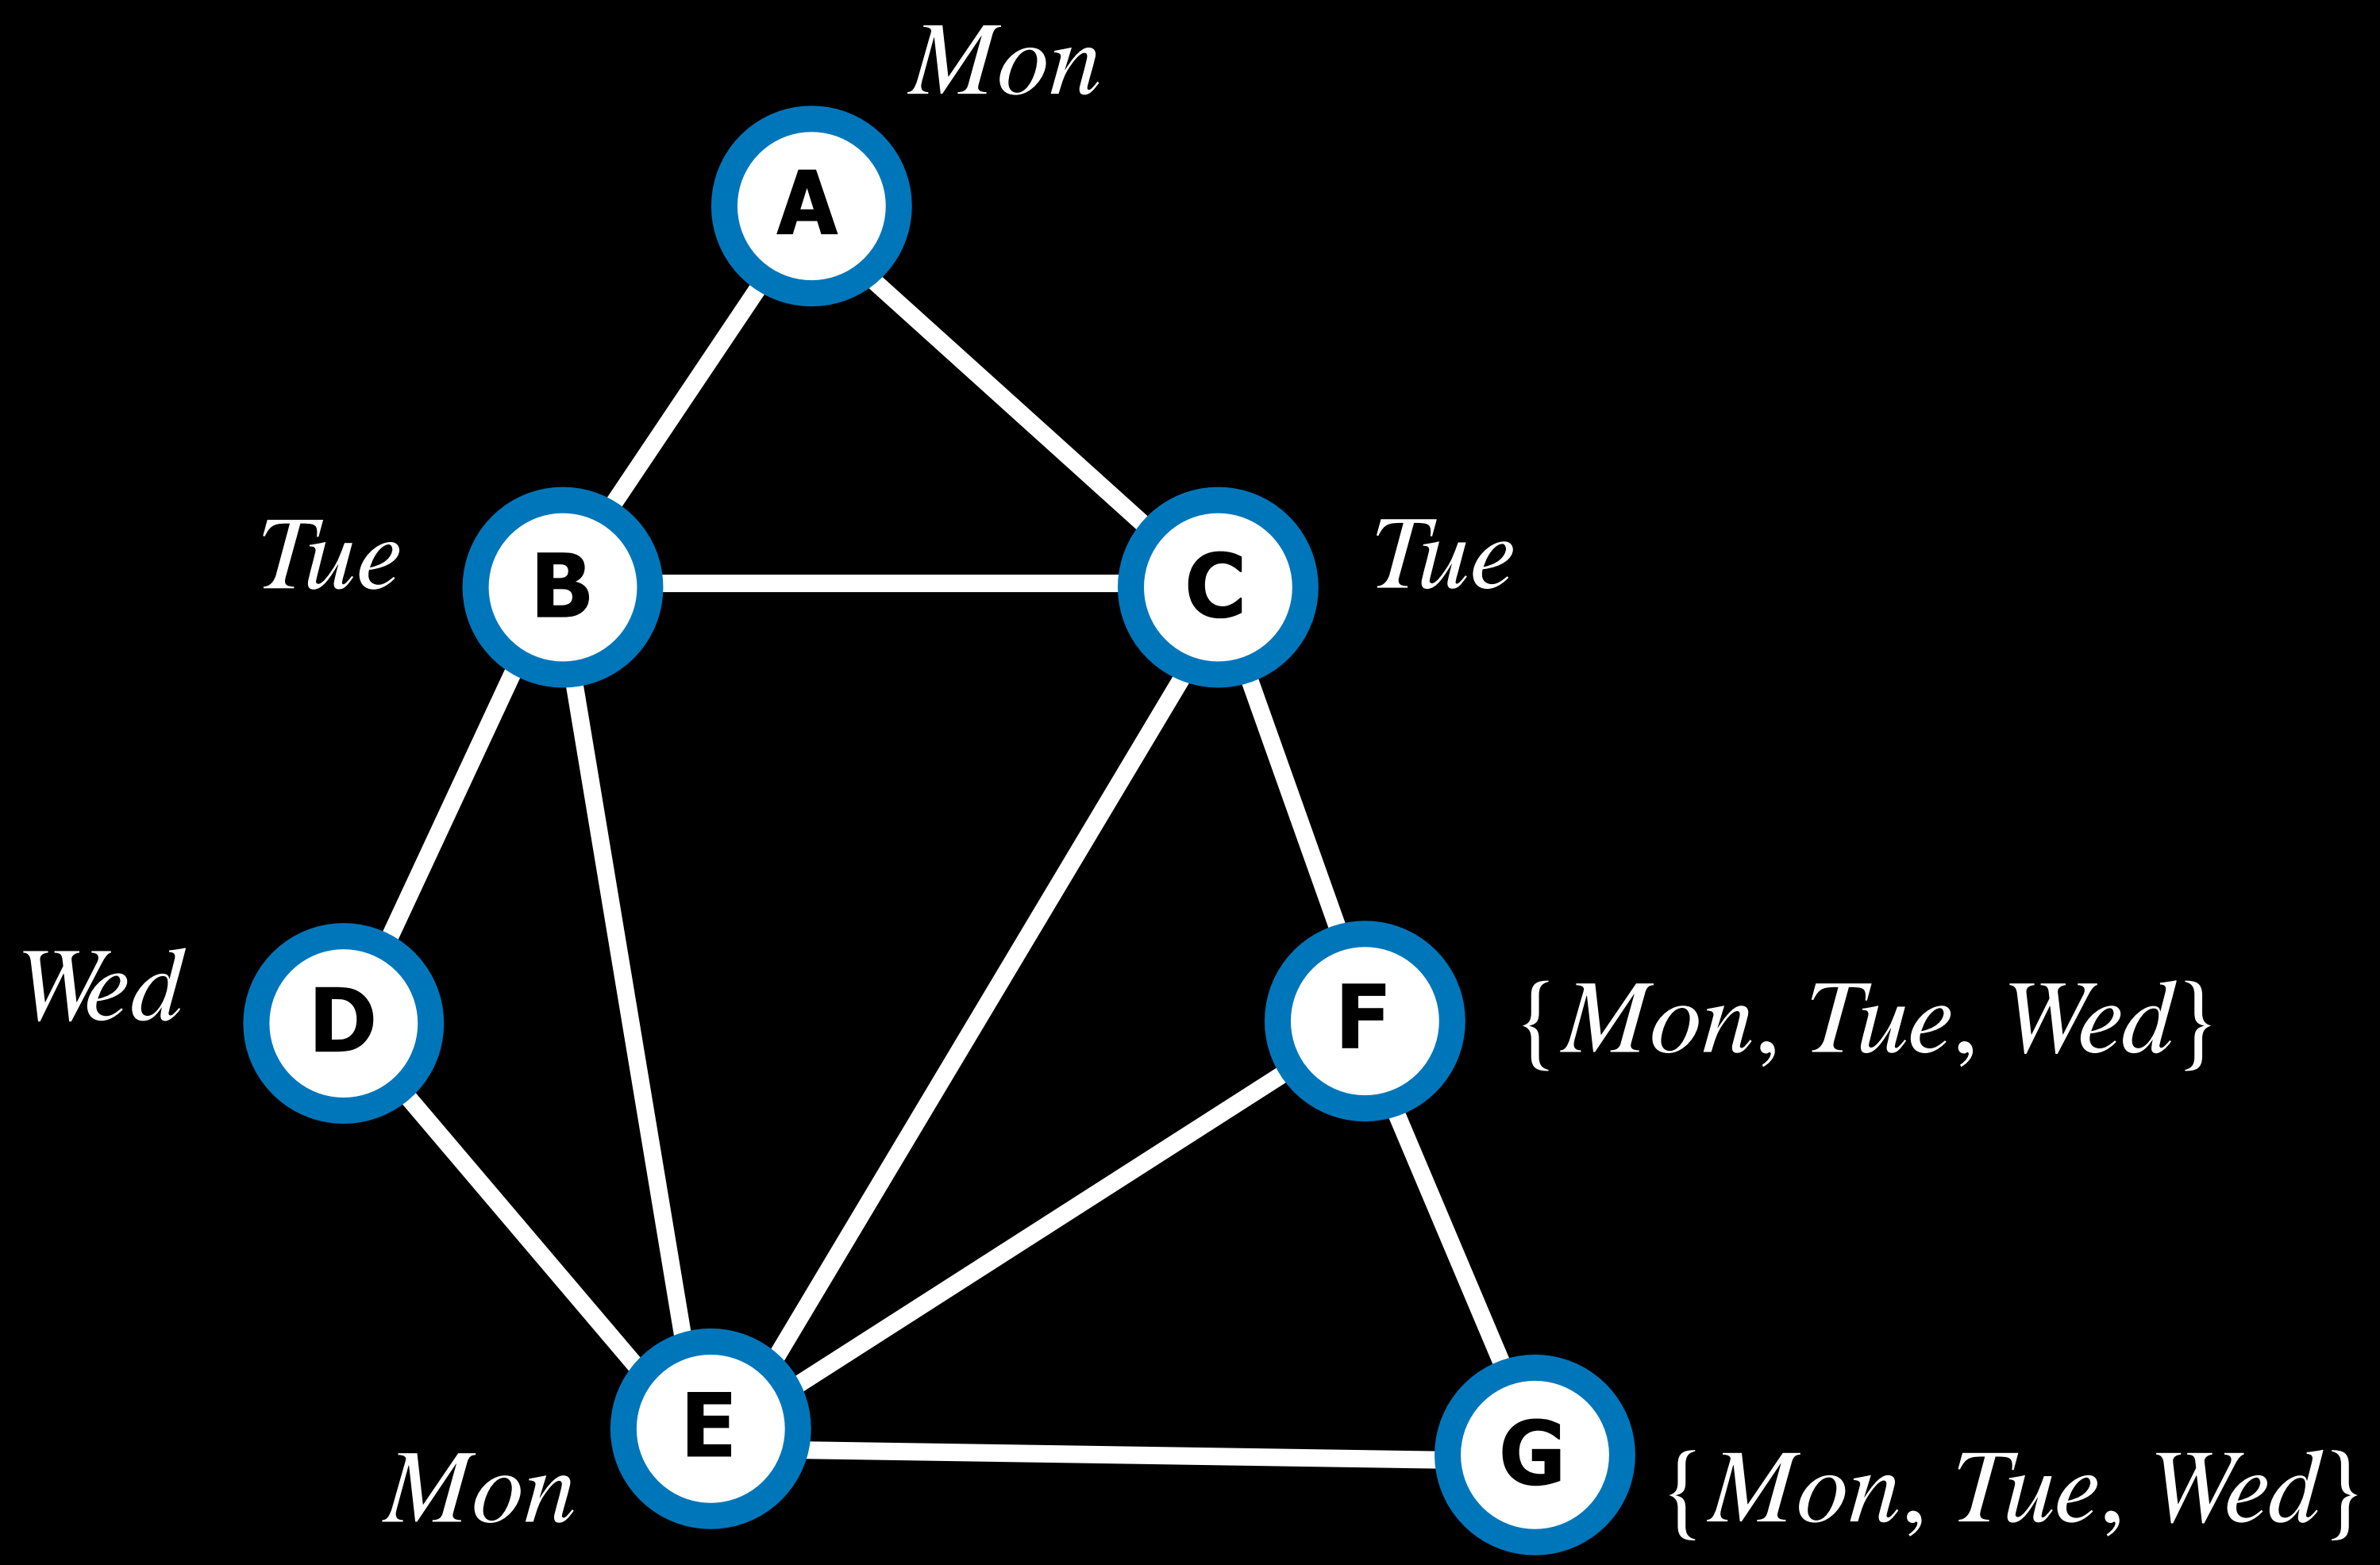 Mon
A
Tue B C Tue
Wed D F {Mon, Tue, Wed}
E
Mon G {Mon, Tue, Wed}